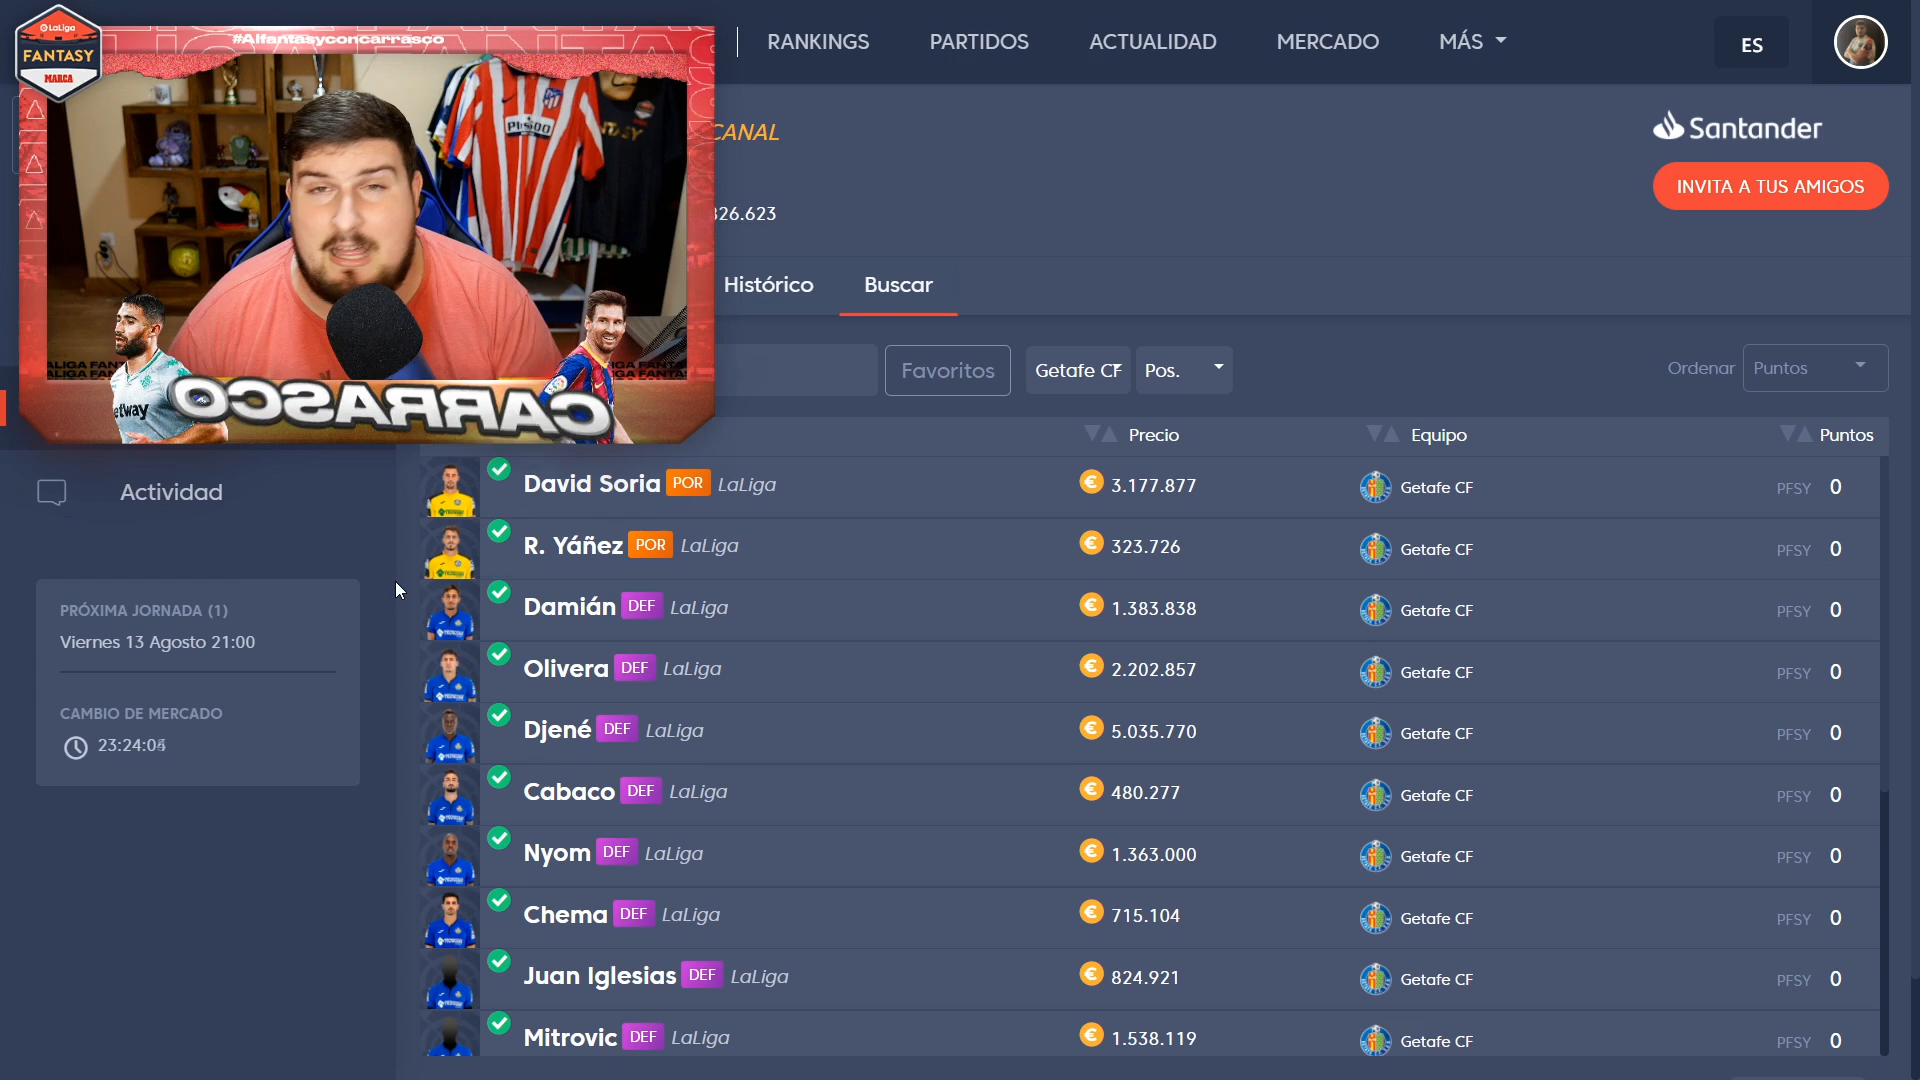 LaLiga
FANTASY
MARCA
#Alfantasyconcarrasco
Plus500
betway
CARRASCO
RANKINGS
PARTIDOS
ACTUALIDAD
MERCADO
MÁS
ES
CANAL
326.623
Santander
INVITA A TUS AMIGOS
Histórico
Buscar
Favoritos
Getafe CF
Pos.
Ordenar
Puntos
Precio
Equipo
Puntos
Actividad
PRÓXIMA JORNADA (1)
Viernes 13 Agosto 21:00
CAMBIO DE MERCADO
David Soria POR LaLiga 3.177.877 Getafe CF PFSY 0
R. Yáñez POR LaLiga 323.726 Getafe CF PFSY 0
Damián DEF LaLiga 1.383.838 Getafe CF PFSY 0
Olivera DEF LaLiga 2.202.857 Getafe CF PFSY 0
Djené DEF LaLiga 5.035.770 Getafe CF PFSY 0
Cabaco DEF LaLiga 480.277 Getafe CF PFSY 0
Nyom DEF LaLiga 1.363.000 Getafe CF PFSY 0
Chema DEF LaLiga 715.104 Getafe CF PFSY 0
Juan Iglesias DEF LaLiga 824.921 Getafe CF PFSY 0
Mitrovic DEF LaLiga 1.538.119 Getafe CF PFSY 0